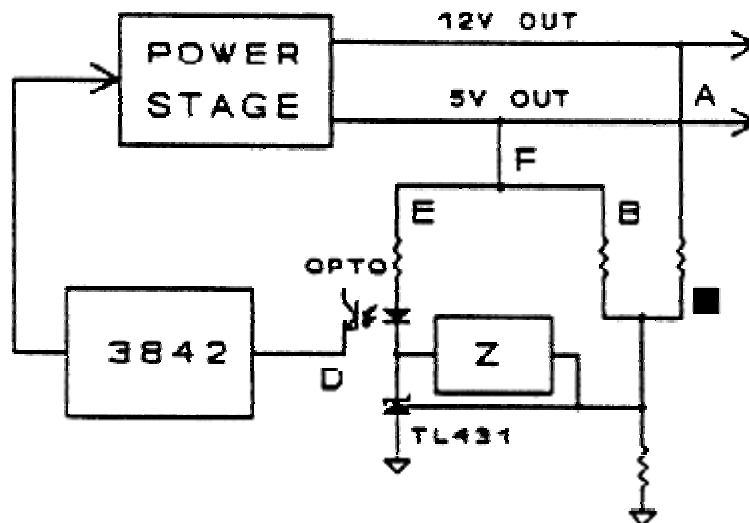 12V OUT
POWER
STAGE
5V OUT
A
F
E
B
OPTO
3842
D
Z
TL431